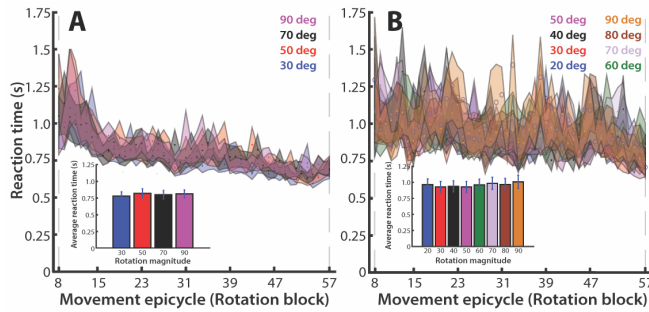 A
90 deg
70 deg
50 deg
30 deg
Reaction time (s)
1.75
1.5
1.25
1.0
0.75
0.5
0.25
0
8
15
23
31
39
47
57
Movement epicycle (Rotation block)
Average reaction time (s)
1.25
1.0
0.75
0.5
0.25
0
30
50
70
90
Rotation magnitude
B
50 deg
90 deg
40 deg
80 deg
30 deg
70 deg
20 deg
60 deg
1.75
1.5
1.25
1.0
0.75
0.5
0.25
0
8
15
23
31
39
47
57
Movement epicycle (Rotation block)
Average reaction time (s)
1.25
1.0
0.75
0.5
0.25
0
20
30
40
50
60
70
80
90
Rotation magnitude